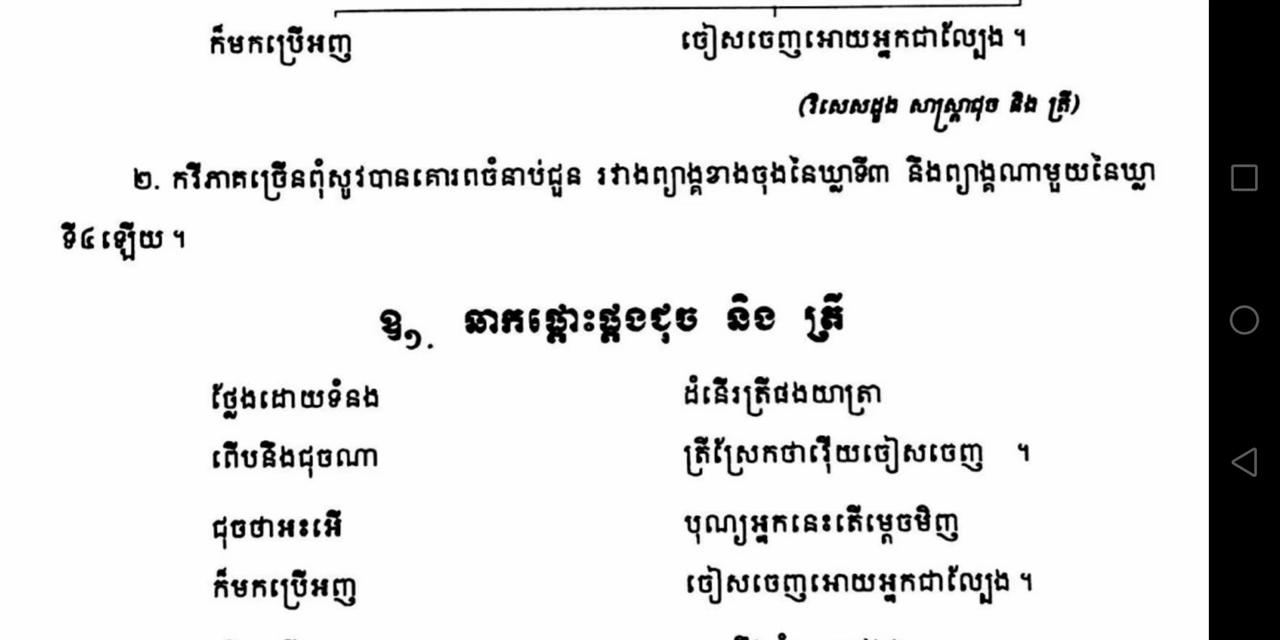 ក៏មកប្រើអញ ចៀសចេញអោយអ្នកជាល្បែង ។
(វិសេសដូង សាស្ត្រាជុច និង ត្រី)
២. កវីភាគច្រើនពុំសូវបានគោរពចំនាប់ជួន រវាងព្យាង្គខាងចុងនៃឃ្លាទី៣ និងព្យាង្គណាមួយនៃឃ្លា
ទី៤ ឡើយ ។
ឧ១. ឆាកផ្តោះផ្តងជុច និង ត្រី
ថ្លែងដោយទំនង ដំនើរត្រីផងយាត្រា
ពើបនឹងជុចណា ត្រីស្រែកថាវ៉ើយចៀសចេញ ។
ជុចថាអះអើ បុណ្យអ្នកនេះតើម្តេចមិញ
ក៏មកប្រើអញ ចៀសចេញអោយអ្នកជាល្បែង ។